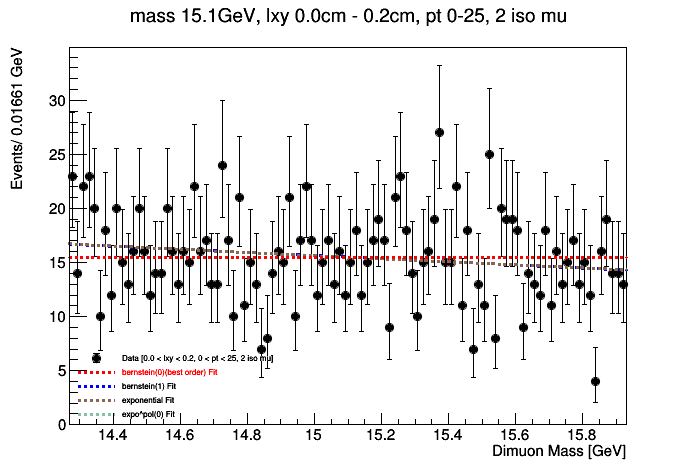 mass 15.1GeV, lxy 0.0cm - 0.2cm, pt 0-25, 2 iso mu
Events/ 0.01661 GeV
30
25
20
15
10
5
0
Data [0.0 < lxy < 0.2, 0 < pt < 25, 2 iso mu]
bernstein(0)(best order) Fit
bernstein(1) Fit
exponential Fit
expo*pol(0) Fit
14.4 14.6 14.8 15 15.2 15.4 15.6 15.8
Dimuon Mass [GeV]